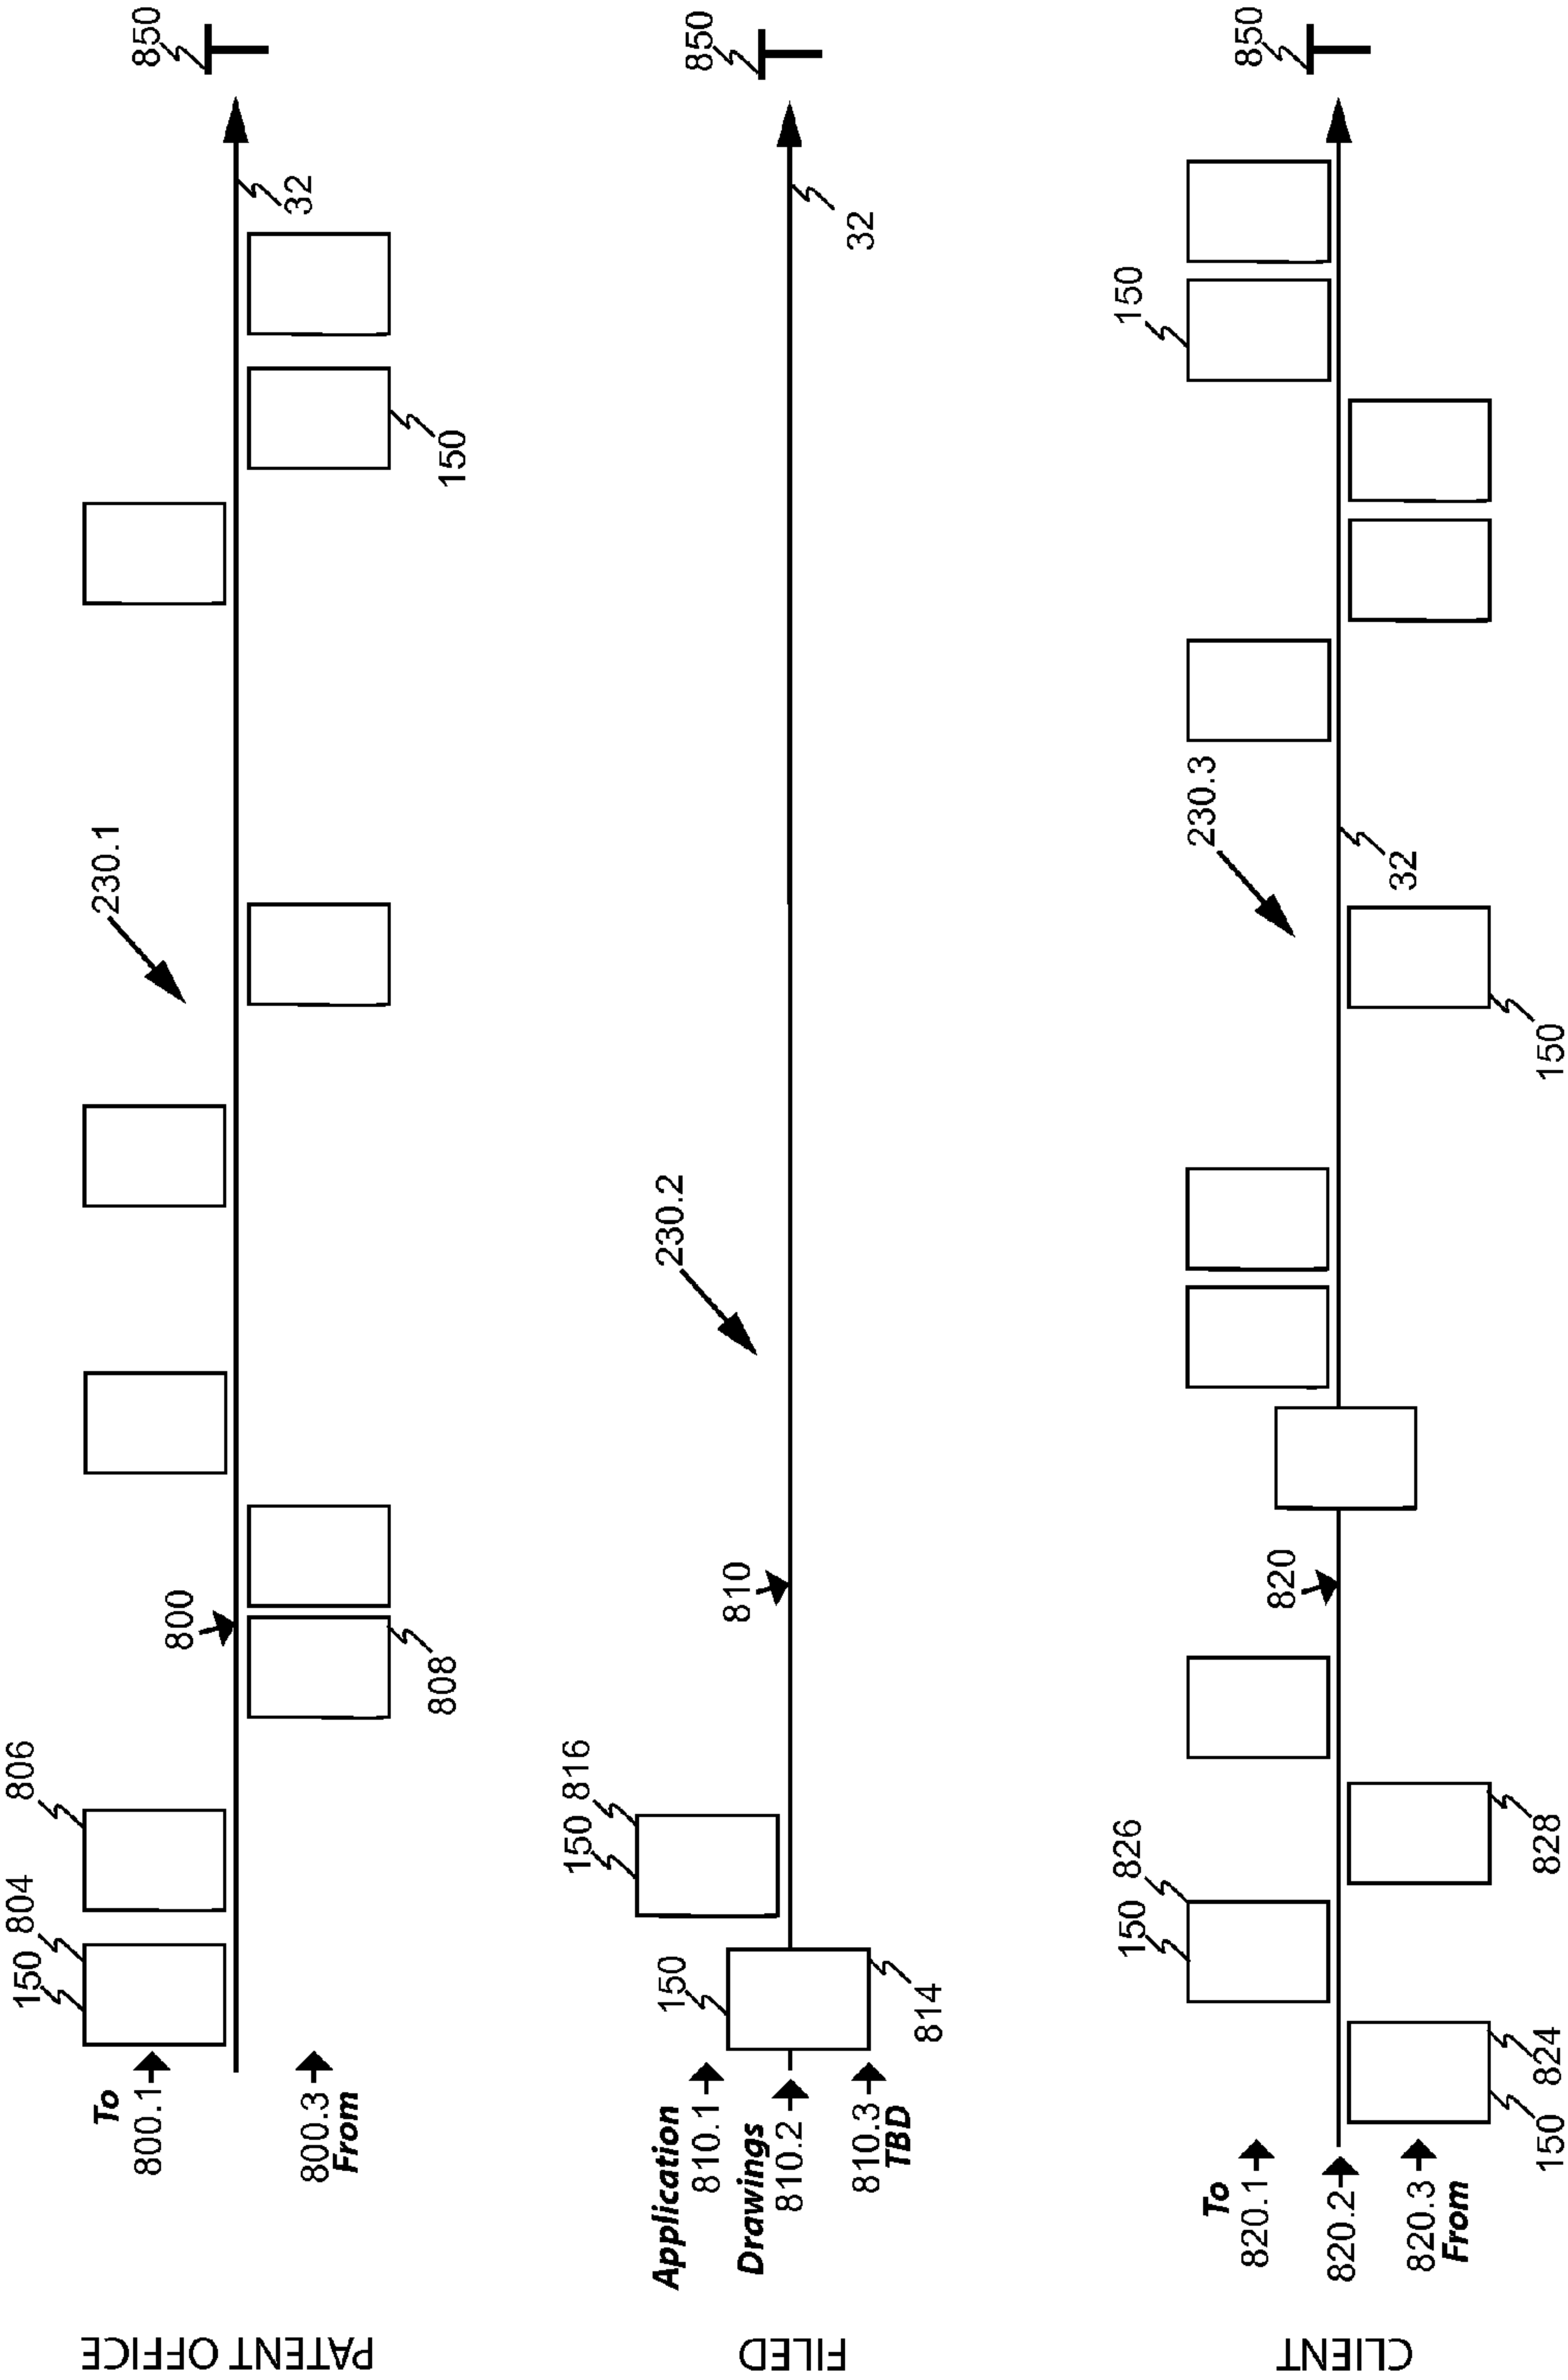 PATENT OFFICE
To
800.1
800.3
From
150
804
806
808
800
230.1
150
32
850
T
FILED
Application
810.1
Drawings
810.2
810.3
TBD
150
814
150
816
810
230.2
32
850
T
CLIENT
To
820.1
820.2
820.3
From
150
824
150
826
828
820
150
230.3
32
150
850
T